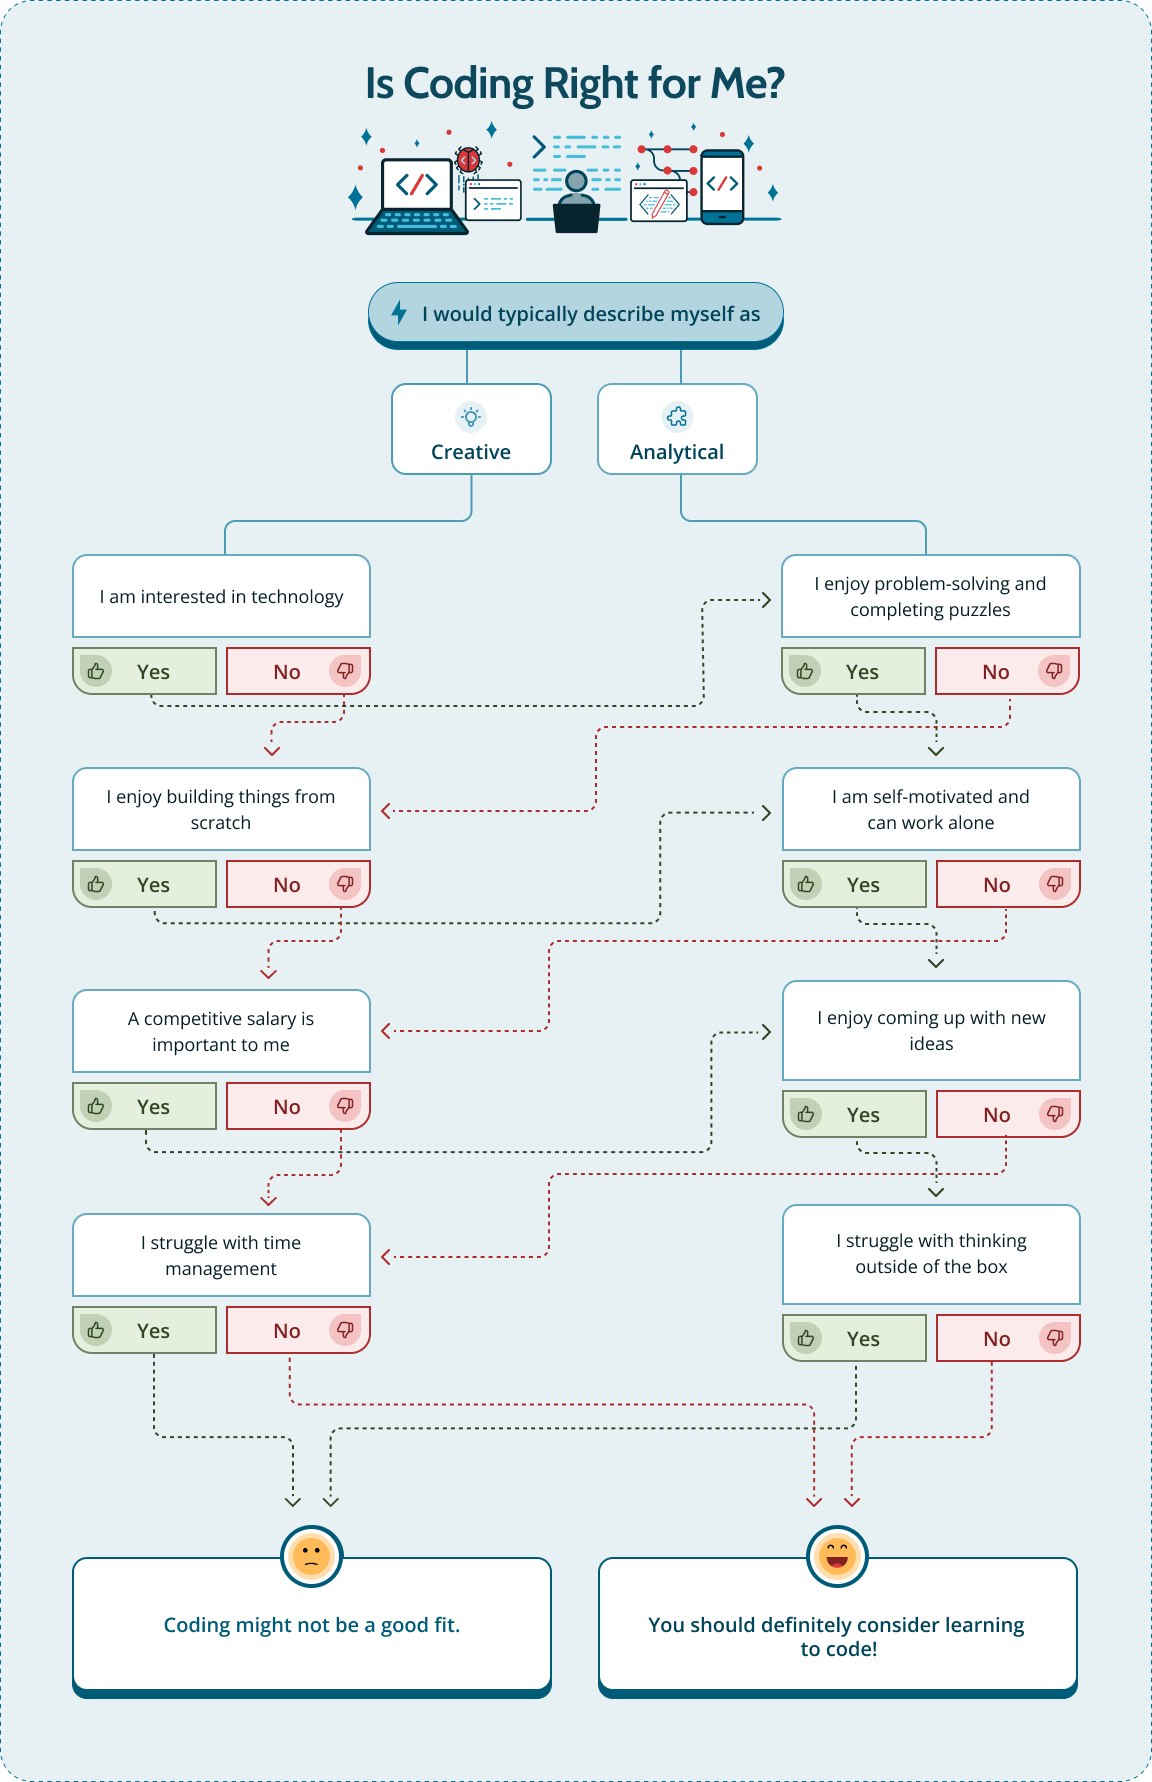 Is Coding Right for Me?
I would typically describe myself as
Creative
Analytical
I am interested in technology
Yes
No
I enjoy problem-solving and
completing puzzles
Yes
No
I enjoy building things from
scratch
Yes
No
I am self-motivated and
can work alone
Yes
No
A competitive salary is
important to me
Yes
No
I enjoy coming up with new
ideas
Yes
No
I struggle with time
management
Yes
No
I struggle with thinking
outside of the box
Yes
No
Coding might not be a good fit.
You should definitely consider learning
to code!